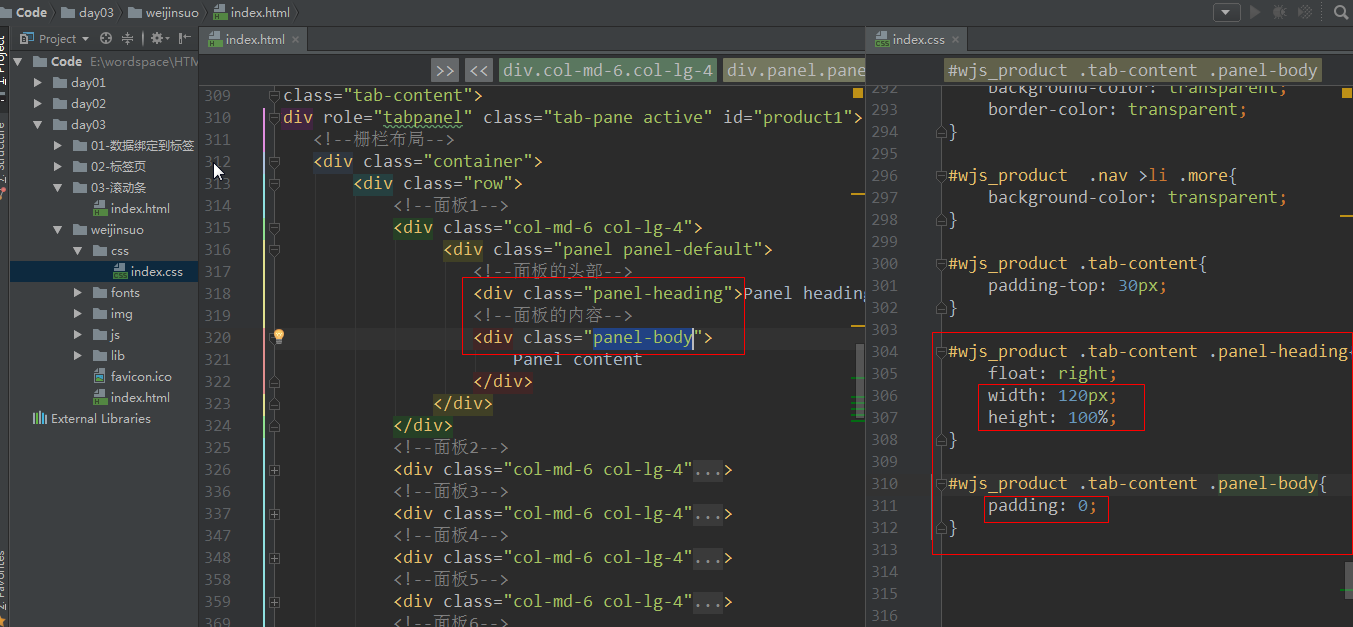 Code day03 weijinsuo index.html
Project
index.html
index.css
Code E:\wordspace\HTM
day01
day02
day03
01-数据绑定到标签
02-标签页
03-滚动条
index.html
weijinsuo
css
index.css
fonts
img
js
lib
favicon.ico
index.html
External Libraries
>> << div.col-md-6.col-lg-4 div.panel.pane
309 class="tab-content">
310 div role="tabpanel" class="tab-pane active" id="product1">
311 <!--栅栏布局-->
312 <div class="container">
313 <div class="row">
314 <!--面板1-->
315 <div class="col-md-6 col-lg-4">
316 <div class="panel panel-default">
317 <!--面板的头部-->
318 <div class="panel-heading">Panel heading
319 <!--面板的内容-->
320 <div class="panel-body">
321 Panel content
322 </div>
323 </div>
324 </div>
325 <!--面板2-->
326 <div class="col-md-6 col-lg-4"...>
336 <!--面板3-->
337 <div class="col-md-6 col-lg-4"...>
347 <!--面板4-->
348 <div class="col-md-6 col-lg-4"...>
358 <!--面板5-->
359 <div class="col-md-6 col-lg-4"...>
369 <!--面板6-->
#wjs_product .tab-content .panel-body
292 background-color: transparent;
293 border-color: transparent;
294 }
295
296 #wjs_product .nav >li .more{
297 background-color: transparent;
298 }
299
300 #wjs_product .tab-content{
301 padding-top: 30px;
302 }
303
304 #wjs_product .tab-content .panel-heading
305 float: right;
306 width: 120px;
307 height: 100%;
308 }
309
310 #wjs_product .tab-content .panel-body{
311 padding: 0;
312 }
313
314
315
316